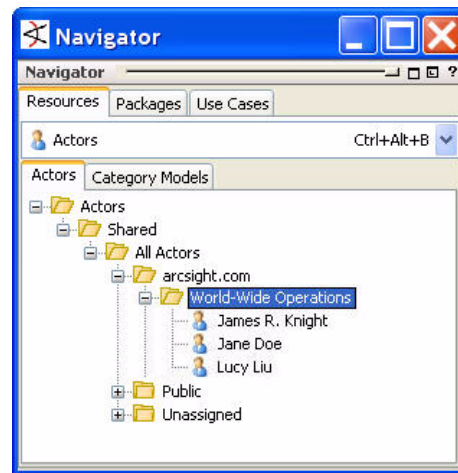 Navigator
Navigator ?
Resources Packages Use Cases
Actors Ctrl+Alt+B
Actors Category Models
Actors
Shared
All Actors
arcsight.com
World-Wide Operations
James R. Knight
Jane Doe
Lucy Liu
Public
Unassigned